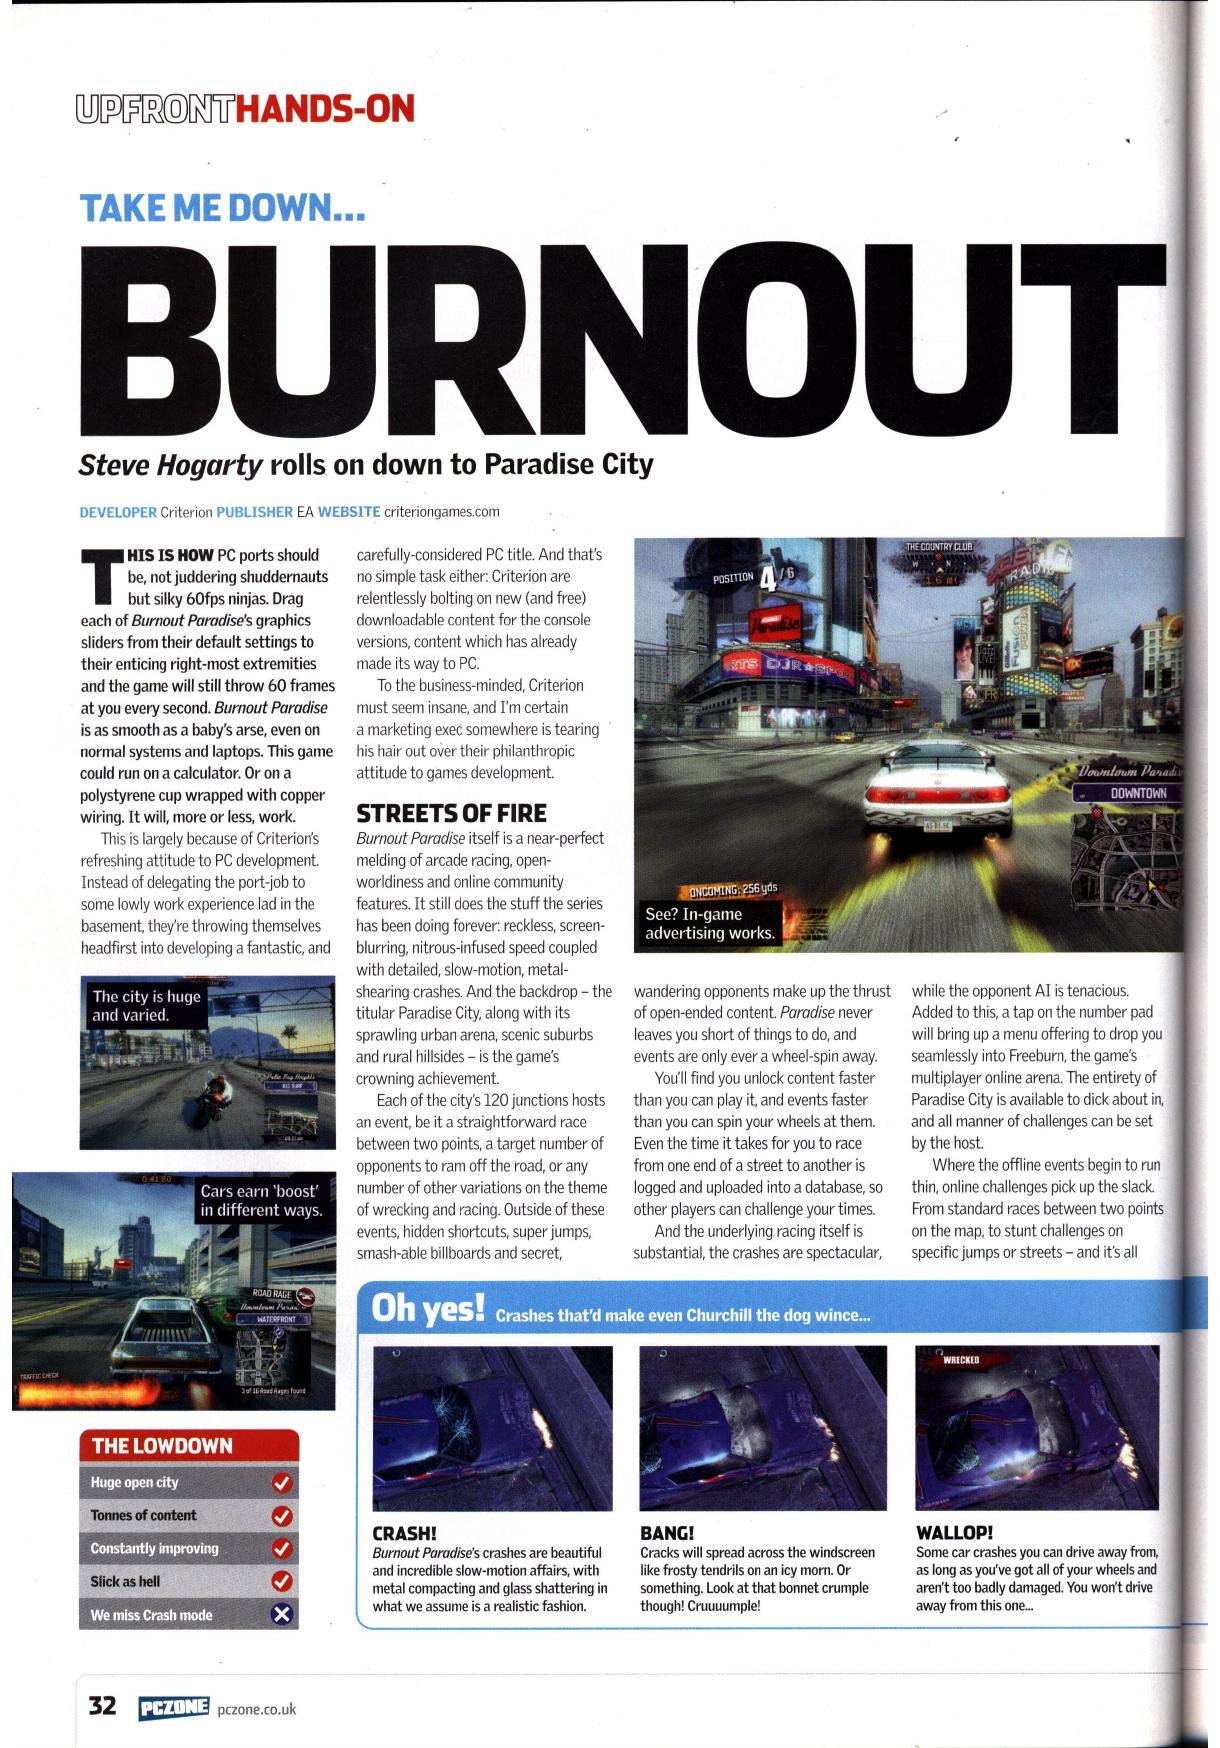 UPFRONTHANDS-ON
TAKE ME DOWN...
BURNOUT
Steve Hogarty rolls on down to Paradise City
DEVELOPER Criterion PUBLISHER EA WEBSITE criteriongames.com
THIS IS HOW PC ports should
be, not juddering shuddernauts
but silky 60fps ninjas. Drag
each of Burnout Paradise's graphics
sliders from their default settings to
their enticing right-most extremities
and the game will still throw 60 frames
at you every second. Burnout Paradise
is as smooth as a baby's arse, even on
normal systems and laptops. This game
could run on a calculator. Or on a
polystyrene cup wrapped with copper
wiring. It will, more or less, work.
This is largely because of Criterion's
refreshing attitude to PC development.
Instead of delegating the port-job to
some lowly work experience lad in the
basement, they're throwing themselves
headfirst into developing a fantastic, and
carefully-considered PC title. And that's
no simple task either: Criterion are
relentlessly bolting on new (and free)
downloadable content for the console
versions, content which has already
made its way to PC.
To the business-minded, Criterion
must seem insane, and I'm certain
a marketing exec somewhere is tearing
his hair out over their philanthropic
attitude to games development.
STREETS OF FIRE
Burnout Paradise itself is a near-perfect
melding of arcade racing, open-
worldiness and online community
features. It still does the stuff the series
has been doing forever: reckless, screen-
blurring, nitrous-infused speed coupled
with detailed, slow-motion, metal-
shearing crashes. And the backdrop – the
titular Paradise City, along with its
sprawling urban arena, scenic suburbs
and rural hillsides – is the game's
crowning achievement.
Each of the city's 120 junctions hosts
an event, be it a straightforward race
between two points, a target number of
opponents to ram off the road, or any
number of other variations on the theme
of wrecking and racing. Outside of these
events, hidden shortcuts, super jumps,
smash-able billboards and secret,
POSITION 4/6
THE COUNTRY CLUB
W N
1.6 mi
RADIO
Paradise
RTS DJR SPO
Fusion
POWER
Downtown Paradi
DOWNTOWN
ONGOING: 256 yds
See? In-game
advertising works.
wandering opponents make up the thrust
of open-ended content. Paradise never
leaves you short of things to do, and
events are only ever a wheel-spin away.
You'll find you unlock content faster
than you can play it, and events faster
than you can spin your wheels at them.
Even the time it takes for you to race
from one end of a street to another is
logged and uploaded into a database, so
other players can challenge your times.
And the underlying racing itself is
substantial, the crashes are spectacular,
while the opponent AI is tenacious.
Added to this, a tap on the number pad
will bring up a menu offering to drop you
seamlessly into Freeburn, the game's
multiplayer online arena. The entirety of
Paradise City is available to dick about in,
and all manner of challenges can be set
by the host.
Where the offline events begin to run
thin, online challenges pick up the slack.
From standard races between two points
on the map, to stunt challenges on
specific jumps or streets – and it's all
The city is huge
and varied.
Palm Bay Heights
BIG SURF
0:41.80
Cars earn 'boost'
in different ways.
ROAD RAGE
Downtown Paradi
WATERFRONT
TRAFFIC CHECK
3 of 16 Road Rages found
THE LOWDOWN
Huge open city
Tonnes of content
Constantly improving
Slick as hell
We miss Crash mode
Oh yes! Crashes that'd make even Churchill the dog wince...
WRECKED
CRASH!
Burnout Paradise's crashes are beautiful
and incredible slow-motion affairs, with
metal compacting and glass shattering in
what we assume is a realistic fashion.
BANG!
Cracks will spread across the windscreen
like frosty tendrils on an icy morn. Or
something. Look at that bonnet crumple
though! Cruuuumple!
WALLOP!
Some car crashes you can drive away from,
as long as you've got all of your wheels and
aren't too badly damaged. You won't drive
away from this one...
32 PCZONE pczone.co.uk